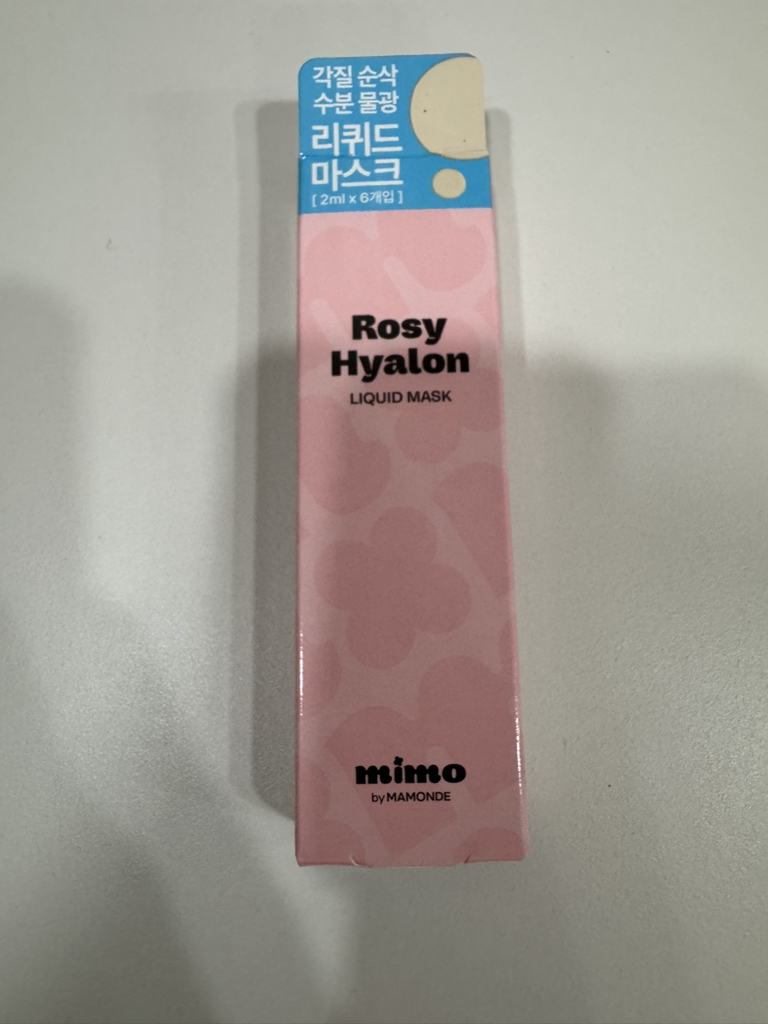 각질 순삭
수분 물광
리퀴드
마스크
[ 2ml x 6개입 ]
Rosy
Hyalon
LIQUID MASK
mimo
by MAMONDE